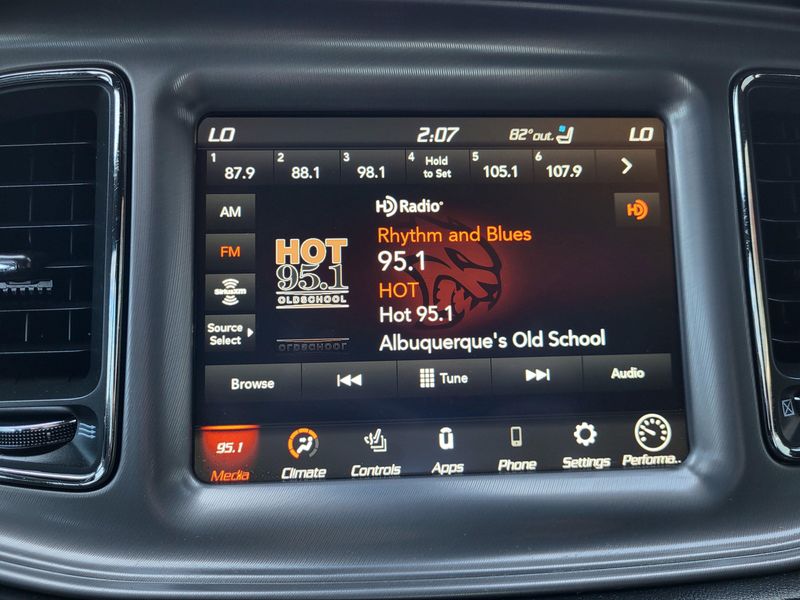 LO 2:07 82° out. LO
1 87.9 2 88.1 3 98.1 4 Hold to Set 5 105.1 6 107.9
AM
FM
SiriusXM
Source
Select
HOT
95.1
OLDSCHOOL
HD Radio
Rhythm and Blues
95.1
HOT
Hot 95.1
Albuquerque's Old School
HD
Browse Tune Audio
95.1
Media Climate Controls Apps Phone Settings Performa..